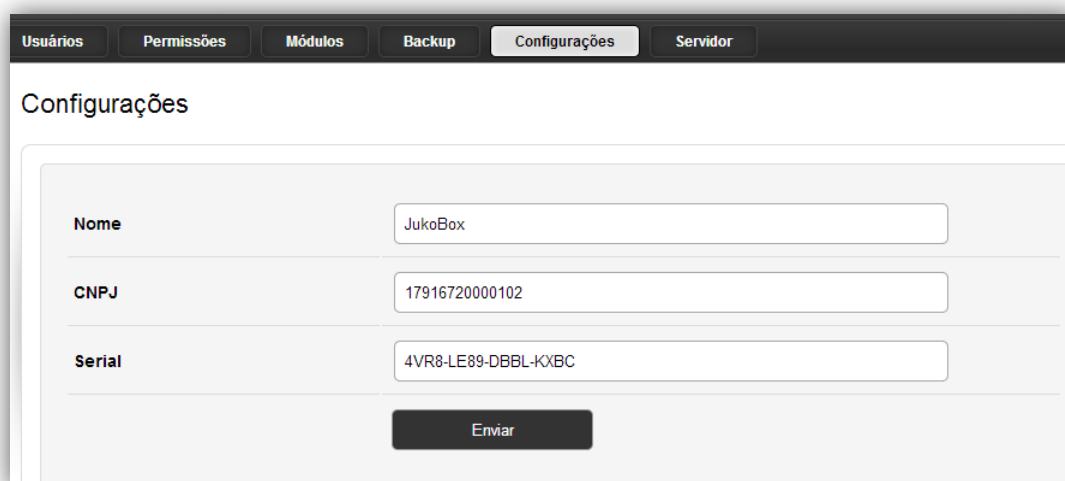 Usuários Permissões Módulos Backup Configurações Servidor
Configurações
Nome JukoBox
CNPJ 17916720000102
Serial 4VR8-LE89-DBBL-KXBC
Enviar